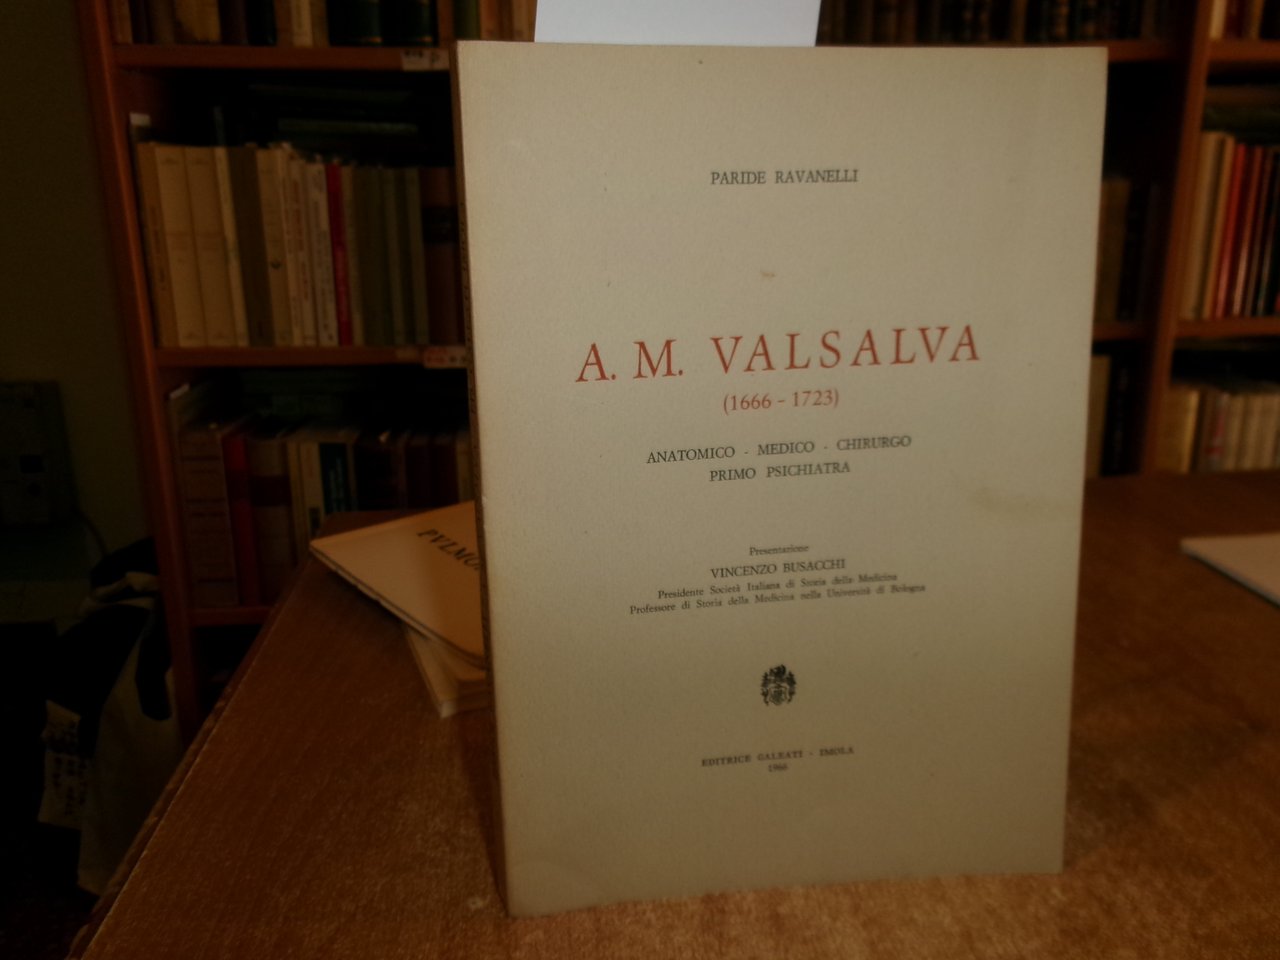 PARIDE RAVANELLI
A. M. VALSALVA
(1666 - 1723)
ANATOMICO - MEDICO - CHIRURGO
PRIMO PSICHIATRA
Presentazione
VINCENZO BUSACCHI
Presidente Società Italiana di Storia della Medicina
Professore di Storia della Medicina nella Università di Bologna
EDITRICE GALEATI - IMOLA
1966